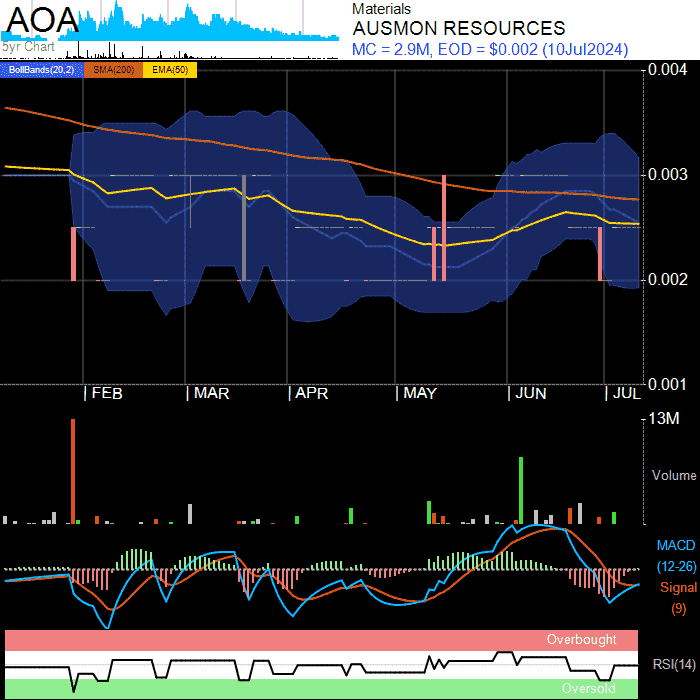 AOA
5yr Chart
Materials
AUSMON RESOURCES
MC = 2.9M, EOD = $0.002 (10Jul2024)
BollBands(20,2) SMA(200) EMA(50)
0.004
0.003
0.002
0.001
| FEB | MAR | APR | MAY | JUN | JUL
13M
Volume
MACD
(12-26)
Signal
(9)
Overbought
RSI(14)
Oversold